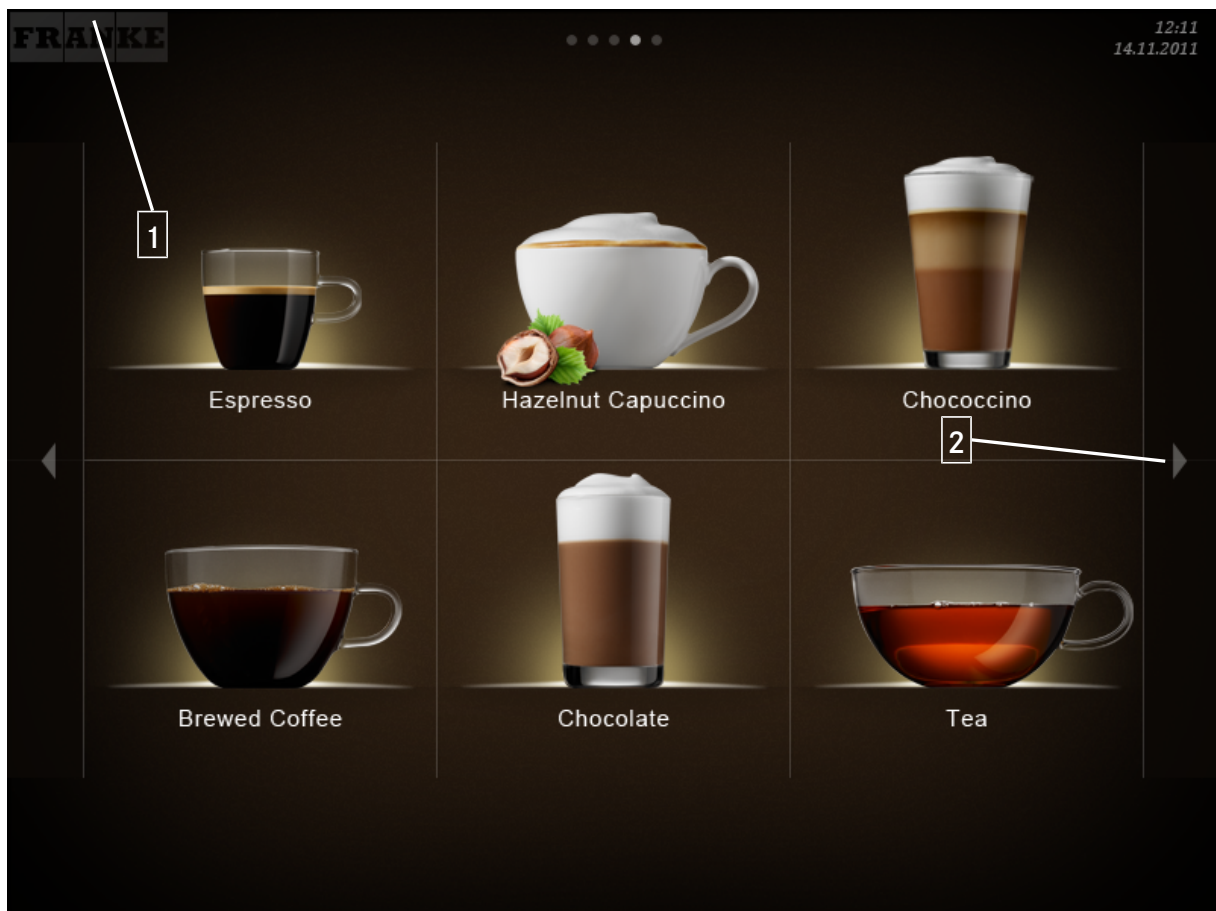 FRANKE
12:11
14.11.2011
1
Espresso
Hazelnut Capuccino
Chococcino
2
Brewed Coffee
Chocolate
Tea